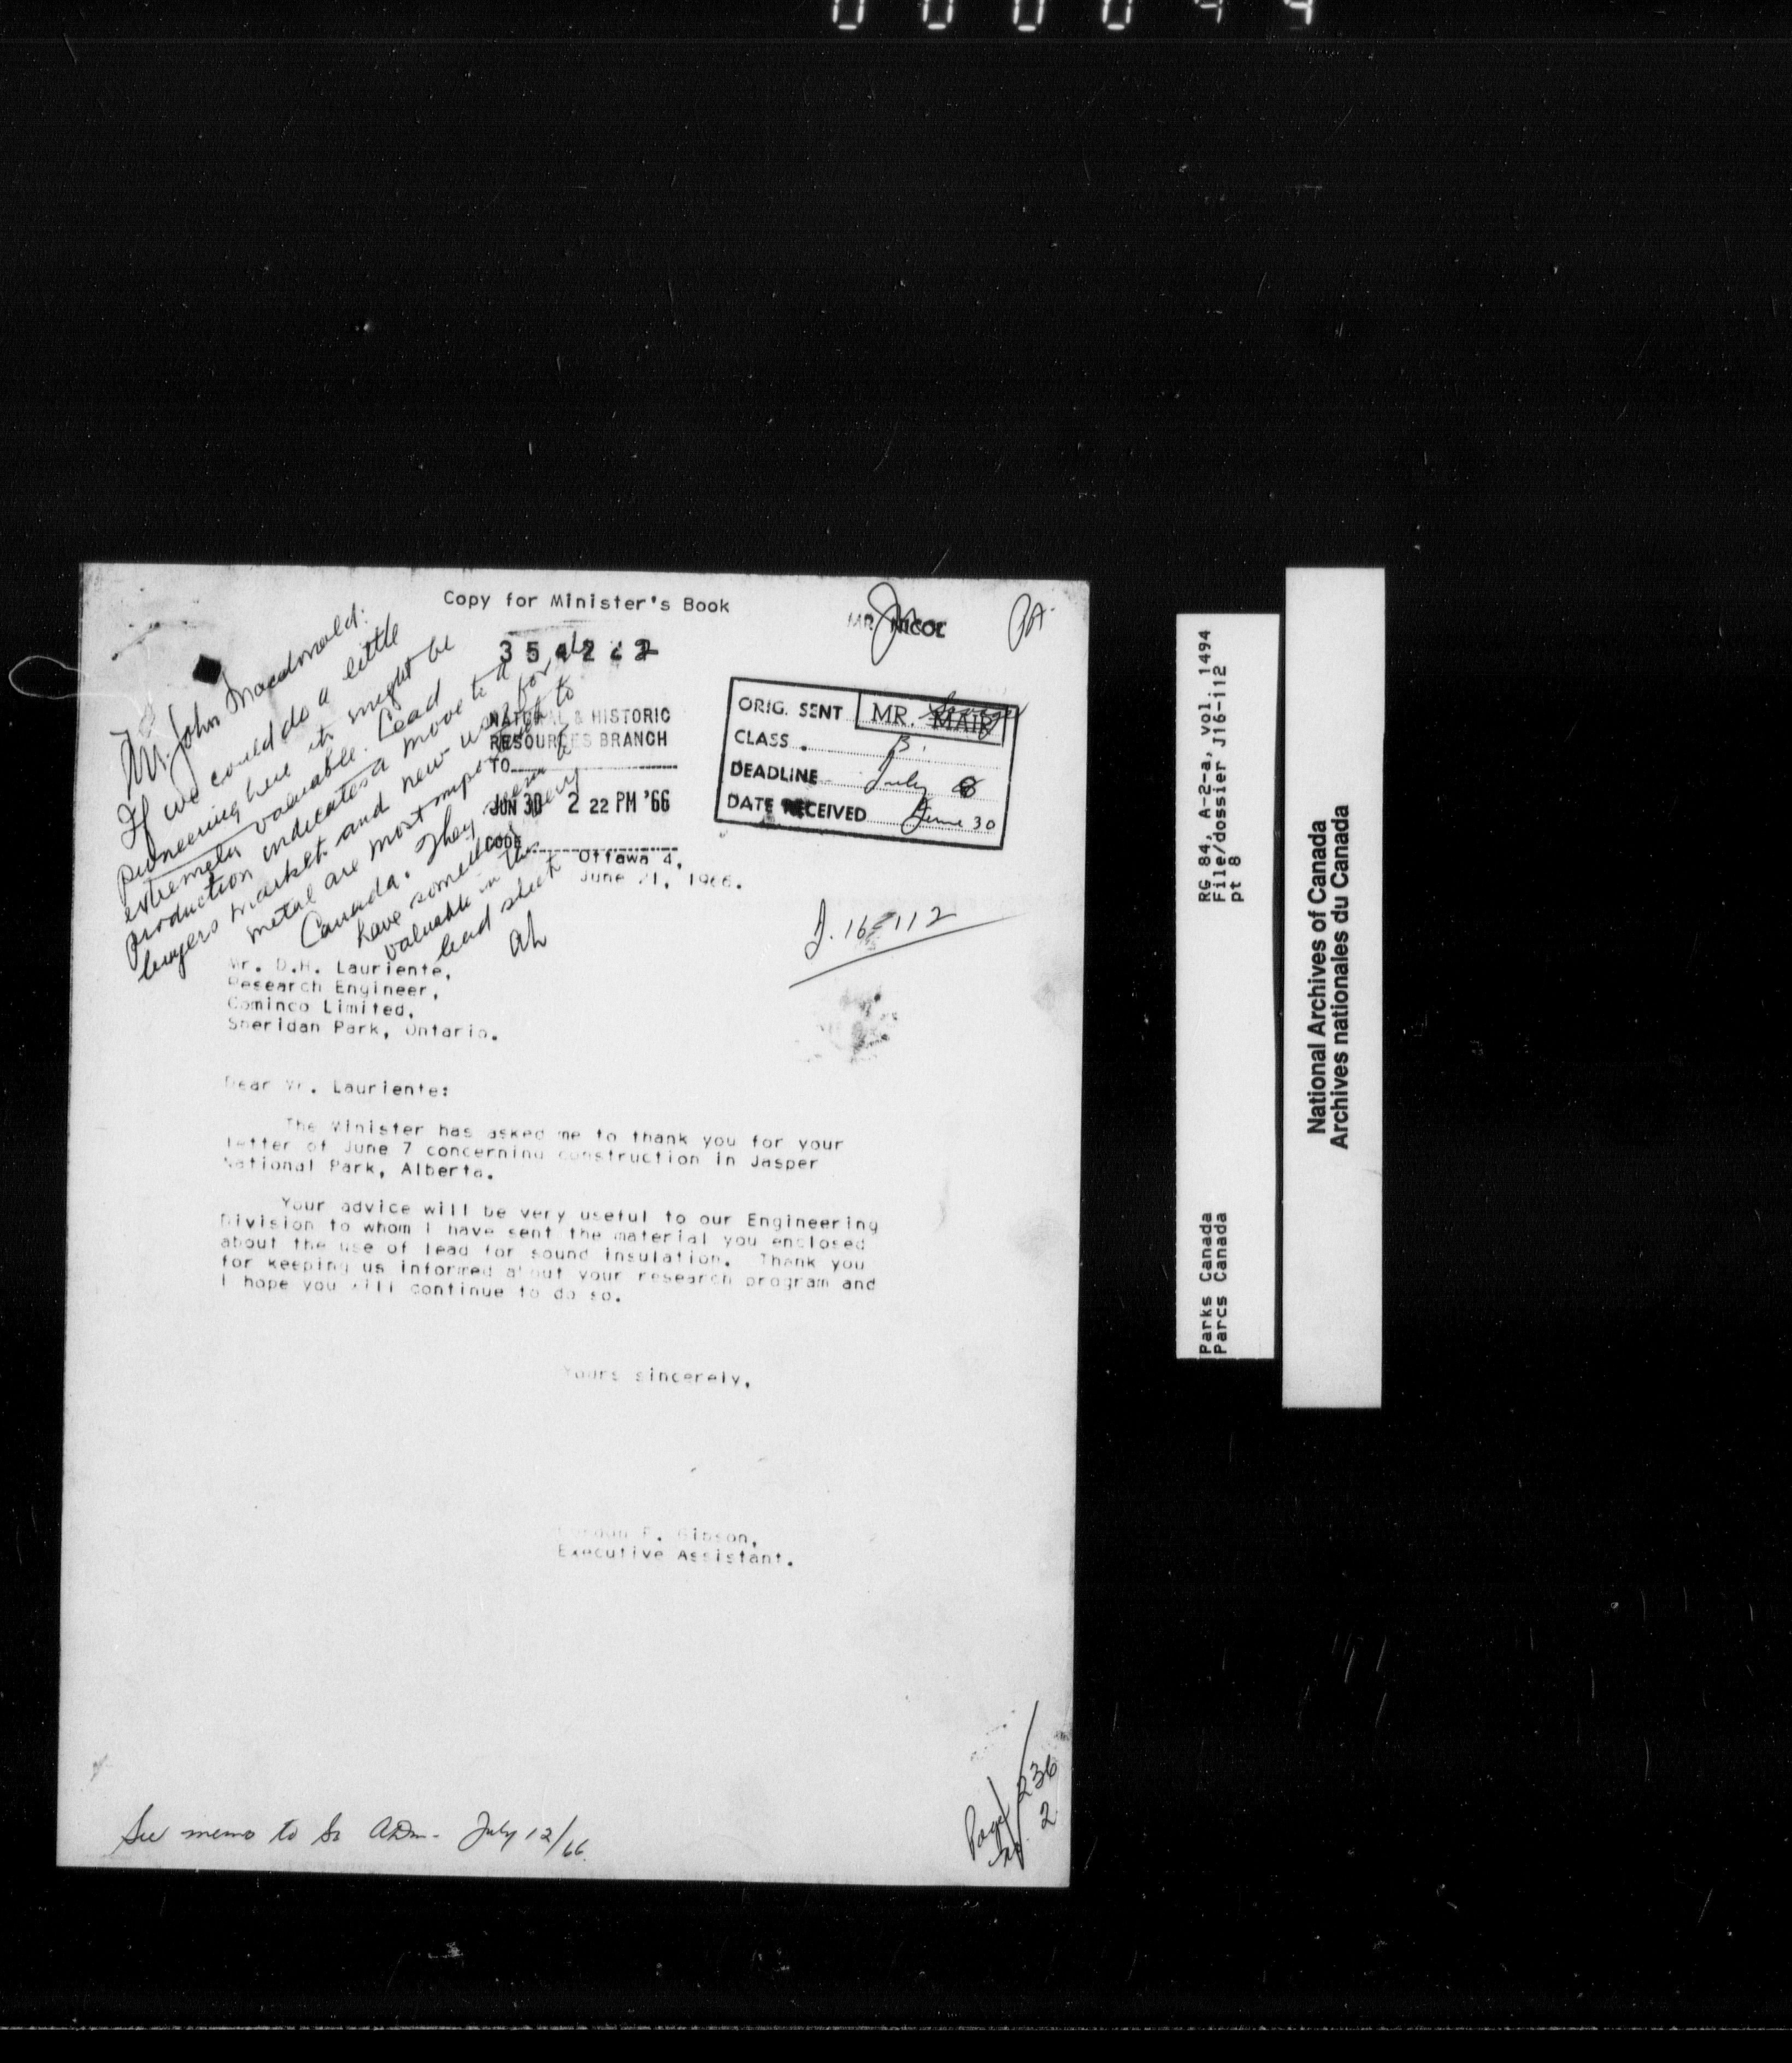 Copy for Minister's Book
MR. NICOL
PA.
Mr. John Macdonald:
If we could do a little
pioneering here it might be
extremely valuable. Lead
production indicates a move to a
buyers market and new uses for the
metal are most important to
Canada. They seem to
have something very
valuable in this
lead sheet
NATURAL & HISTORIC
RESOURCES BRANCH
TO
JUN 30 2 22 PM '66
CODE
ORIG. SENT MR. MAIR
CLASS B.
DEADLINE July
DATE RECEIVED June 30
Ottawa 4,
June 21, 1966.
J.16-112
Mr. D.H. Lauriente,
Research Engineer,
Cominco Limited,
Sheridan Park, Ontario.
Dear Mr. Lauriente:
The Minister has asked me to thank you for your
letter of June 7 concerning construction in Jasper
National Park, Alberta.
Your advice will be very useful to our Engineering
Division to whom I have sent the material you enclosed
about the use of lead for sound insulation. Thank you
for keeping us informed about your research program and
I hope you will continue to do so.
Yours sincerely,
Gordon F. Gibson,
Executive Assistant.
See memo to Sr ADm - July 12/66.
Page 236
2
RG 84, A-2-a, vol. 1494
File/dossier J16-112
pt 8
Parks Canada
Parcs Canada
National Archives of Canada
Archives nationales du Canada